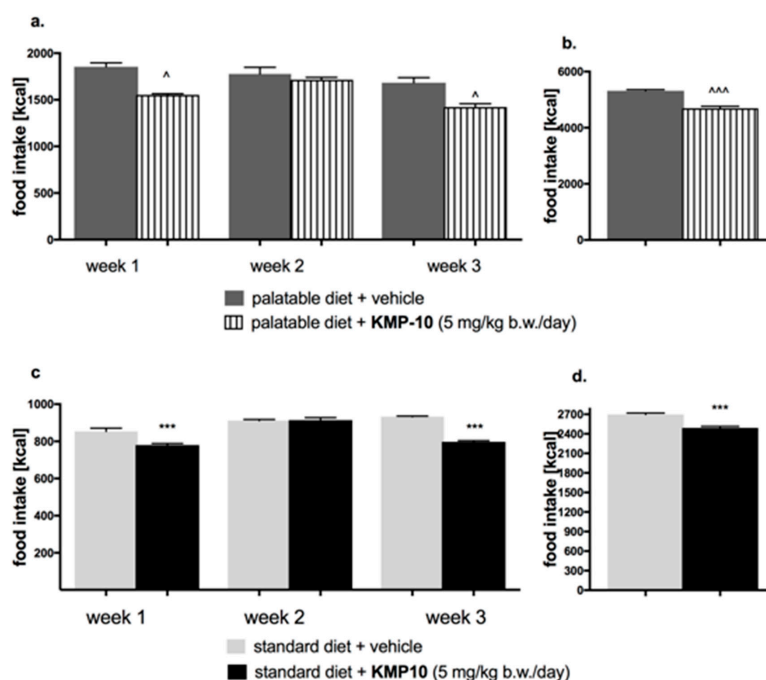 a.
food intake [kcal]
2000
1500
1000
500
0
^
^
week 1
week 2
week 3
b.
food intake [kcal]
6000
4000
2000
0
^^^
palatable diet + vehicle
palatable diet + KMP-10 (5 mg/kg b.w./day)
c
food intake [kcal]
1000
800
600
400
200
***
***
week 1
week 2
week 3
d.
food intake [kcal]
2700
2400
2100
1800
1500
1200
900
600
300
0
***
standard diet + vehicle
standard diet + KMP10 (5 mg/kg b.w./day)